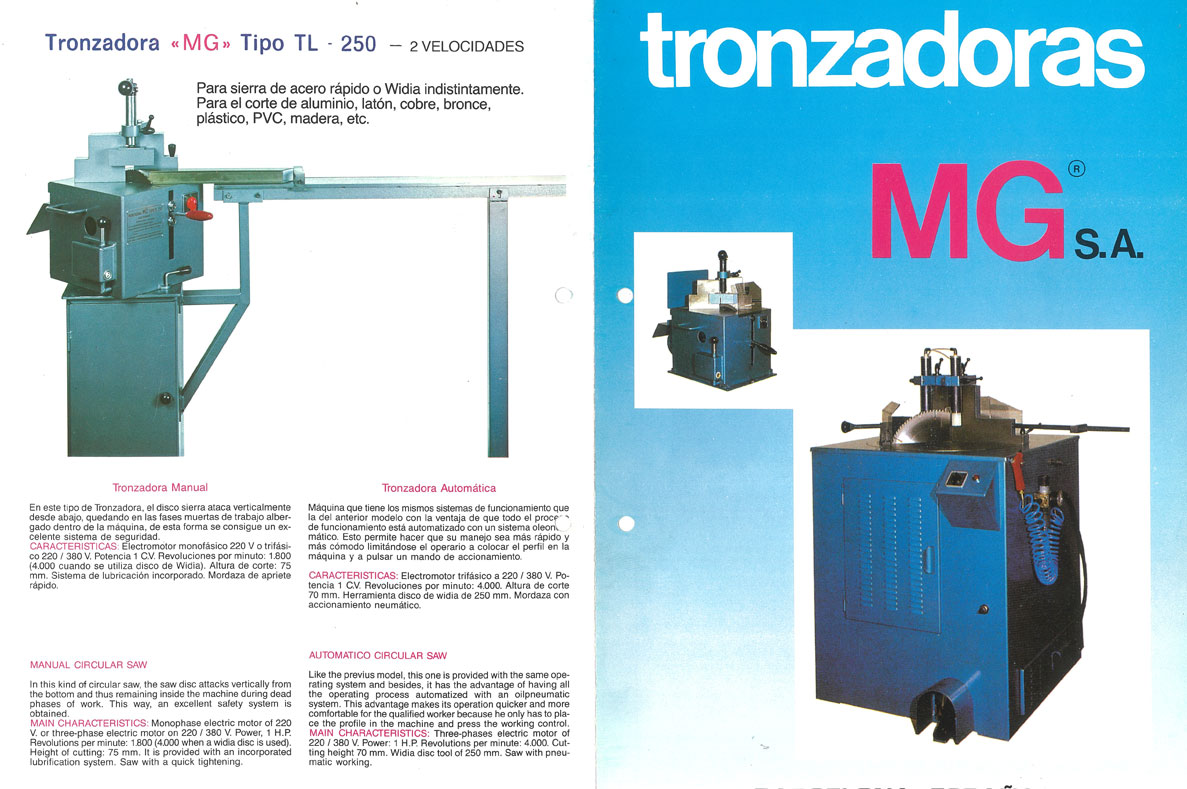 Tronzadora «MG» Tipo TL - 250 — 2 VELOCIDADES
Para sierra de acero rápido o Widia indistintamente.
Para el corte de aluminio, latón, cobre, bronce,
plástico, PVC, madera, etc.
Tronzadora Manual
En este tipo de Tronzadora, el disco sierra ataca verticalmente
desde abajo, quedando en las fases muertas de trabajo alber-
gado dentro de la máquina, de esta forma se consigue un ex-
celente sistema de seguridad.
CARACTERISTICAS: Electromotor monofásico 220 V o trifási-
co 220 / 380 V. Potencia 1 C.V. Revoluciones por minuto: 1.800
(4.000 cuando se utiliza disco de Widia). Altura de corte: 75
mm. Sistema de lubricación incorporado. Mordaza de apriete
rápido.
MANUAL CIRCULAR SAW
In this kind of circular saw, the saw disc attacks vertically from
the bottom and thus remaining inside the machine during dead
phases of work. This way, an excellent safety system is
obtained.
MAIN CHARACTERISTICS: Monophase electric motor of 220
V. or three-phase electric motor on 220 / 380 V. Power, 1 H.P.
Revolutions per minute: 1.800 (4.000 when a widia disc is used).
Height of cutting: 75 mm. It is provided with an incorporated
lubrification system. Saw with a quick tightening.
Tronzadora Automática
Máquina que tiene los mismos sistemas de funcionamiento que
la del anterior modelo con la ventaja de que todo el proce
de funcionamiento está automatizado con un sistema oleon
mático. Esto permite hacer que su manejo sea más rápido y
más cómodo limitándose el operario a colocar el perfil en la
máquina y a pulsar un mando de accionamiento.
CARACTERISTICAS: Electromotor trifásico a 220 / 380 V. Po-
tencia 1 C.V. Revoluciones por minuto: 4.000. Altura de corte
70 mm. Herramienta disco de widia de 250 mm. Mordaza con
accionamiento neumático.
AUTOMATICO CIRCULAR SAW
Like the previus model, this one is provided with the same ope-
rating system and besides, it has the advantage of having all
the operating process automatized with an oilpneumatic
system. This advantage makes its operation quicker and more
comfortable for the qualified worker because he only has to pla-
ce the profile in the machine and press the working control.
MAIN CHARACTERISTICS: Three-phases electric motor of
220 / 380 V. Power: 1 H.P. Revolutions per minute: 4.000. Cut-
ting height 70 mm. Widia disc tool of 250 mm. Saw with pneu-
matic working.
tronzadoras
MG ®
S.A.